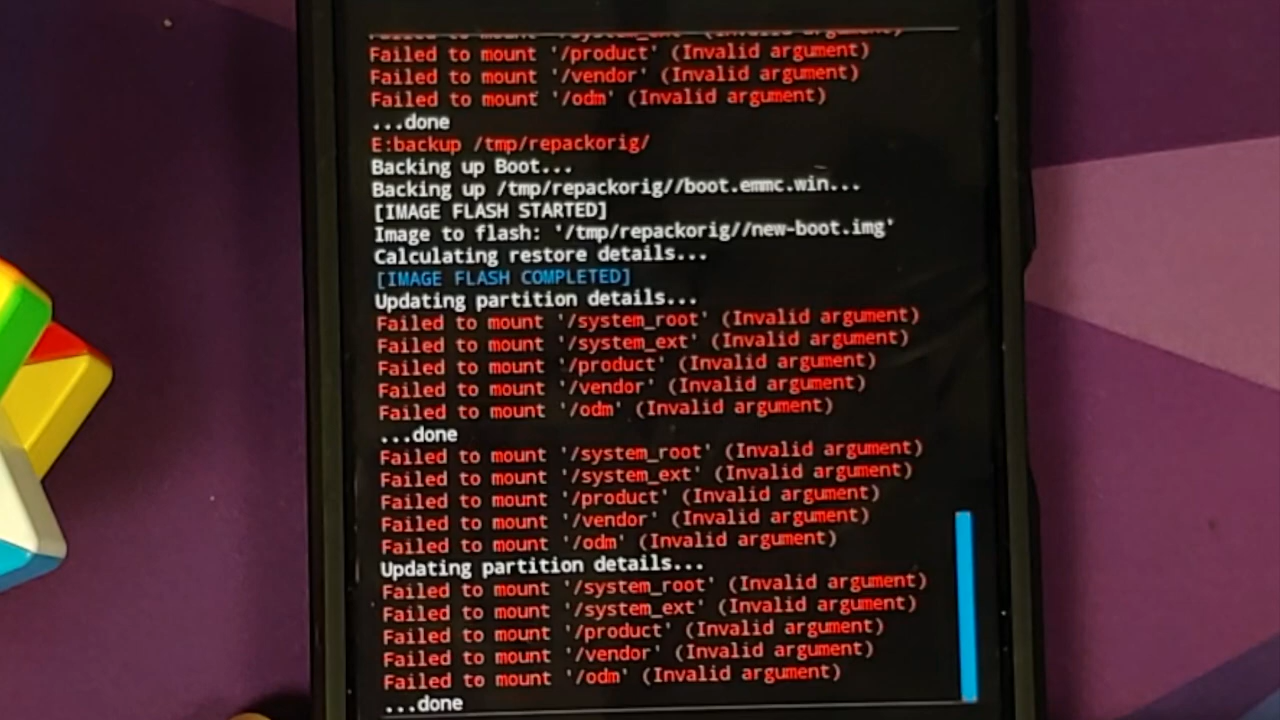 Failed to mount '/system_ext' (Invalid argument)
Failed to mount '/product' (Invalid argument)
Failed to mount '/vendor' (Invalid argument)
Failed to mount '/odm' (Invalid argument)
...done
E:backup /tmp/repackorig/
Backing up Boot...
Backing up /tmp/repackorig//boot.emmc.win...
[IMAGE FLASH STARTED]
Image to flash: '/tmp/repackorig//new-boot.img'
Calculating restore details...
[IMAGE FLASH COMPLETED]
Updating partition details...
Failed to mount '/system_root' (Invalid argument)
Failed to mount '/system_ext' (Invalid argument)
Failed to mount '/product' (Invalid argument)
Failed to mount '/vendor' (Invalid argument)
Failed to mount '/odm' (Invalid argument)
...done
Failed to mount '/system_root' (Invalid argument)
Failed to mount '/system_ext' (Invalid argument)
Failed to mount '/product' (Invalid argument)
Failed to mount '/vendor' (Invalid argument)
Failed to mount '/odm' (Invalid argument)
Updating partition details...
Failed to mount '/system_root' (Invalid argument)
Failed to mount '/system_ext' (Invalid argument)
Failed to mount '/product' (Invalid argument)
Failed to mount '/vendor' (Invalid argument)
Failed to mount '/odm' (Invalid argument)
...done